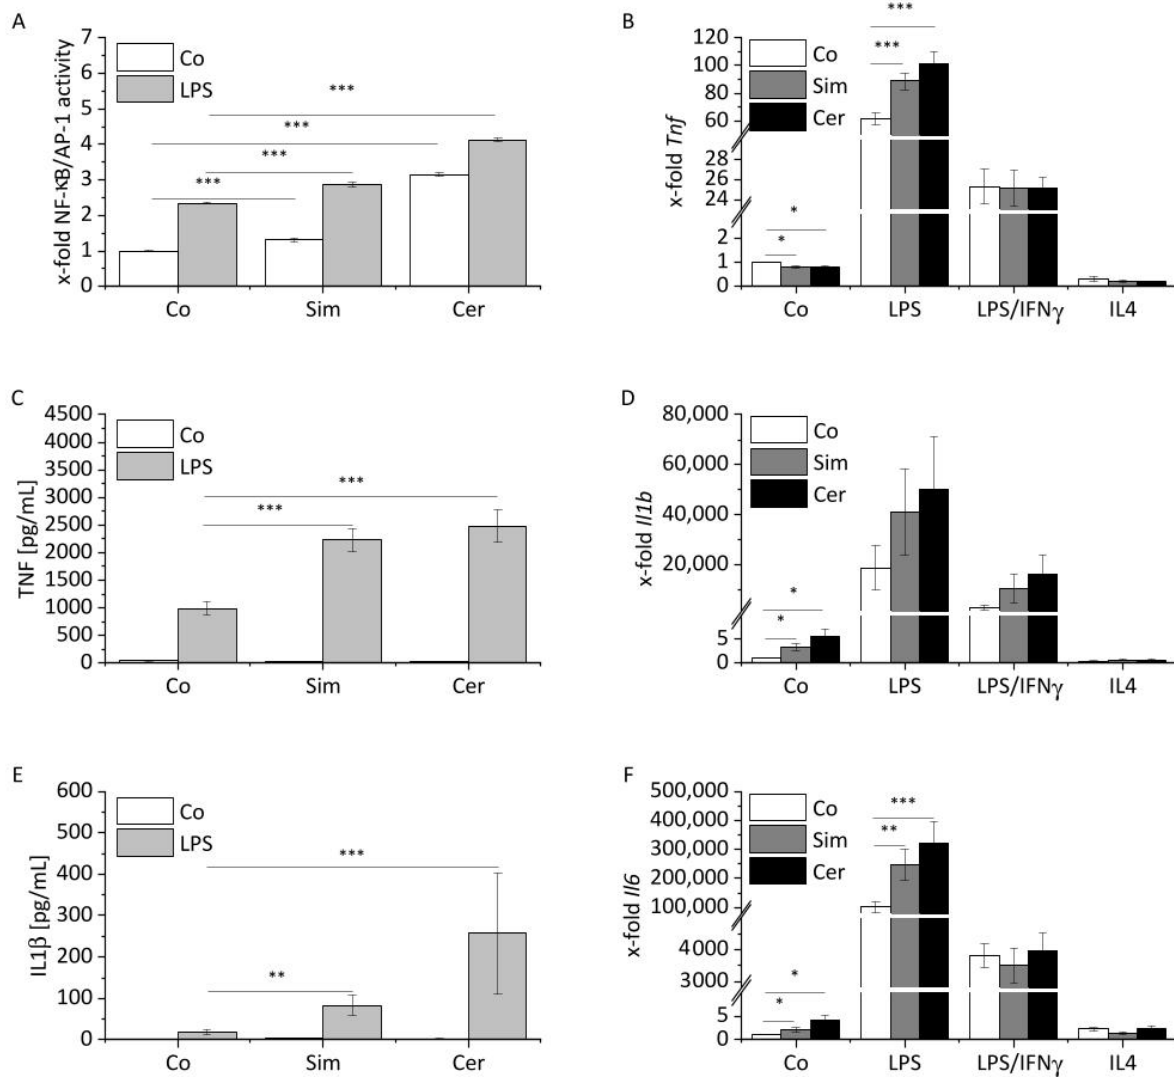 A
x-fold NF-κB/AP-1 activity
7
6
5
4
3
2
1
0
Co
LPS
***
***
***
***
Co Sim Cer
B
x-fold Tnf
120
100
80
60
28
26
24
2
1
0
Co
Sim
Cer
***
***
*
*
Co LPS LPS/IFNγ IL4
C
TNF [pg/mL]
4500
4000
3500
3000
2500
2000
1500
1000
500
0
Co
LPS
***
***
Co Sim Cer
D
x-fold Il1b
80,000
60,000
40,000
20,000
5
0
Co
Sim
Cer
*
*
Co LPS LPS/IFNγ IL4
E
IL1β [pg/mL]
600
500
400
300
200
100
0
Co
LPS
***
**
Co Sim Cer
F
x-fold Il6
500,000
400,000
300,000
200,000
100,000
4000
3000
5
0
Co
Sim
Cer
***
**
*
*
Co LPS LPS/IFNγ IL4